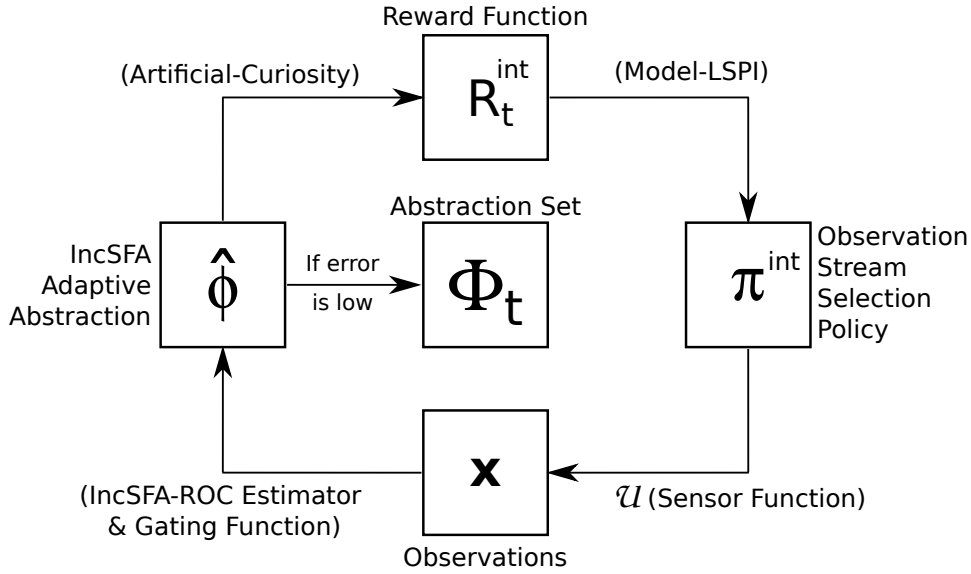 Reward Function
(Artificial-Curiosity)
R_t^int
(Model-LSPI)
Abstraction Set
IncSFA
Adaptive
Abstraction
ϕ̂
If error
is low
Φ_t
π^int
Observation
Stream
Selection
Policy
x
(IncSFA-ROC Estimator
& Gating Function)
𝒰 (Sensor Function)
Observations